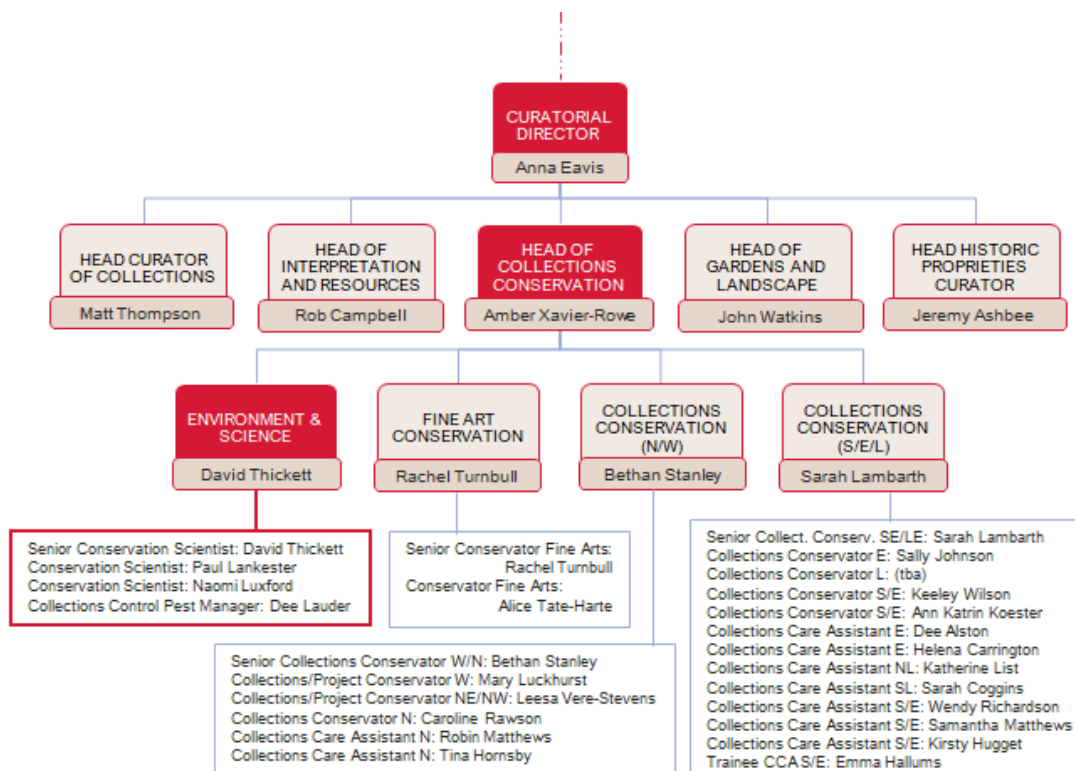 CURATORIAL
DIRECTOR
Anna Eavis
HEAD CURATOR
OF COLLECTIONS
Matt Thompson
HEAD OF
INTERPRETATION
AND RESOURCES
Rob Campbell
HEAD OF
COLLECTIONS
CONSERVATION
Amber Xavier-Rowe
HEAD OF
GARDENS AND
LANDSCAPE
John Watkins
HEAD HISTORIC
PROPRIETIES
CURATOR
Jeremy Ashbee
ENVIRONMENT &
SCIENCE
David Thickett
FINE ART
CONSERVATION
Rachel Turnbull
COLLECTIONS
CONSERVATION
(N/W)
Bethan Stanley
COLLECTIONS
CONSERVATION
(S/E/L)
Sarah Lambarth
Senior Conservation Scientist: David Thickett
Conservation Scientist: Paul Lankester
Conservation Scientist: Naomi Luxford
Collections Control Pest Manager: Dee Lauder
Senior Conservator Fine Arts:
Rachel Turnbull
Conservator Fine Arts:
Alice Tate-Harte
Senior Collections Conservator W/N: Bethan Stanley
Collections/Project Conservator W: Mary Luckhurst
Collections/Project Conservator NE/NW: Leesa Vere-Stevens
Collections Conservator N: Caroline Rawson
Collections Care Assistant N: Robin Matthews
Collections Care Assistant N: Tina Hornsby
Senior Collect. Conserv. SE/LE: Sarah Lambarth
Collections Conservator E: Sally Johnson
Collections Conservator L: (tba)
Collections Conservator S/E: Keeley Wilson
Collections Conservator S/E: Ann Katrin Koester
Collections Care Assistant E: Dee Alston
Collections Care Assistant E: Helena Carrington
Collections Care Assistant NL: Katherine List
Collections Care Assistant SL: Sarah Coggins
Collections Care Assistant S/E: Wendy Richardson
Collections Care Assistant S/E: Samantha Matthews
Collections Care Assistant S/E: Kirsty Hugget
Trainee CCA S/E: Emma Hallums